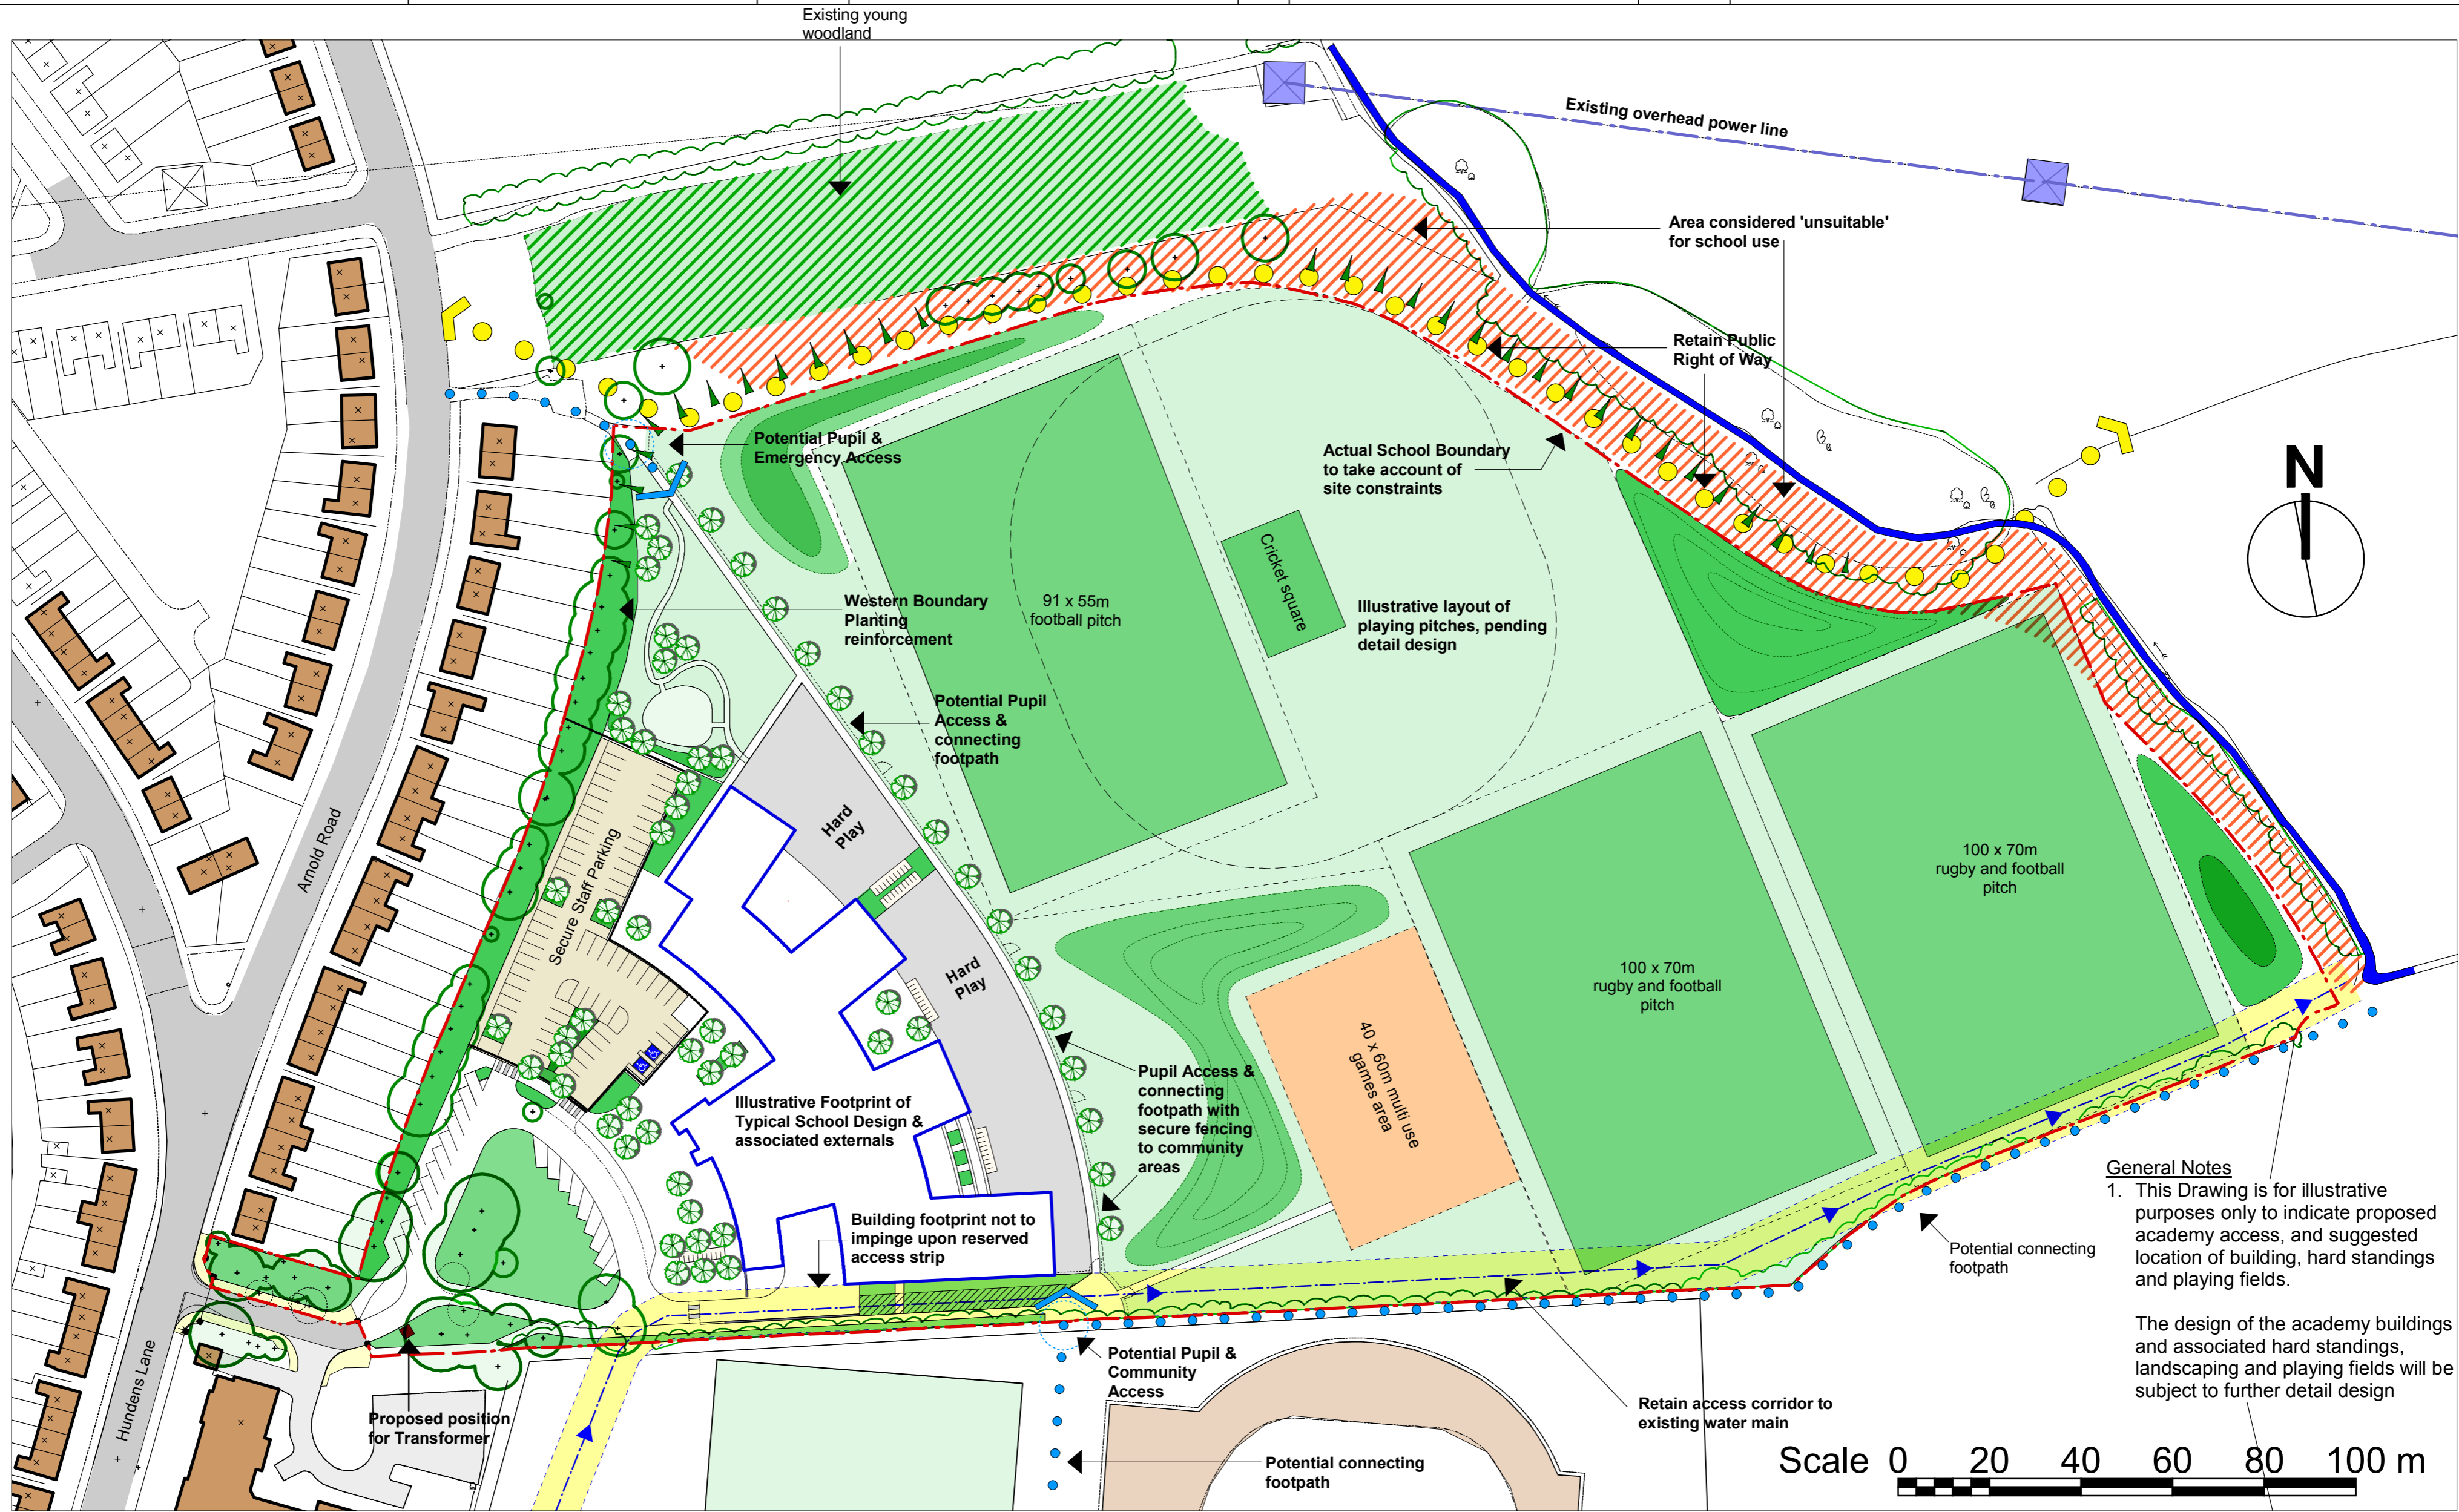 Existing young
woodland
Existing overhead power line
Area considered 'unsuitable'
for school use
Retain Public
Right of Way
Potential Pupil &
Emergency Access
Actual School Boundary
to take account of
site constraints
N
Western Boundary
Planting
reinforcement
91 x 55m
football pitch
Cricket square
Illustrative layout of
playing pitches, pending
detail design
Potential Pupil
Access &
connecting
footpath
Hard
Play
Arnold Road
Secure Staff Parking
Hard
Play
100 x 70m
rugby and football
pitch
100 x 70m
rugby and football
pitch
40 x 60m multi use
games area
Pupil Access &
connecting
footpath with
secure fencing
to community
areas
Illustrative Footprint of
Typical School Design &
associated externals
Building footprint not to
impinge upon reserved
access strip
General Notes
1. This Drawing is for illustrative
purposes only to indicate proposed
academy access, and suggested
location of building, hard standings
and playing fields.
The design of the academy buildings
and associated hard standings,
landscaping and playing fields will be
subject to further detail design
Potential connecting
footpath
Hundens Lane
Proposed position
for Transformer
Potential Pupil &
Community
Access
Retain access corridor to
existing water main
Potential connecting
footpath
Scale 0 20 40 60 80 100 m